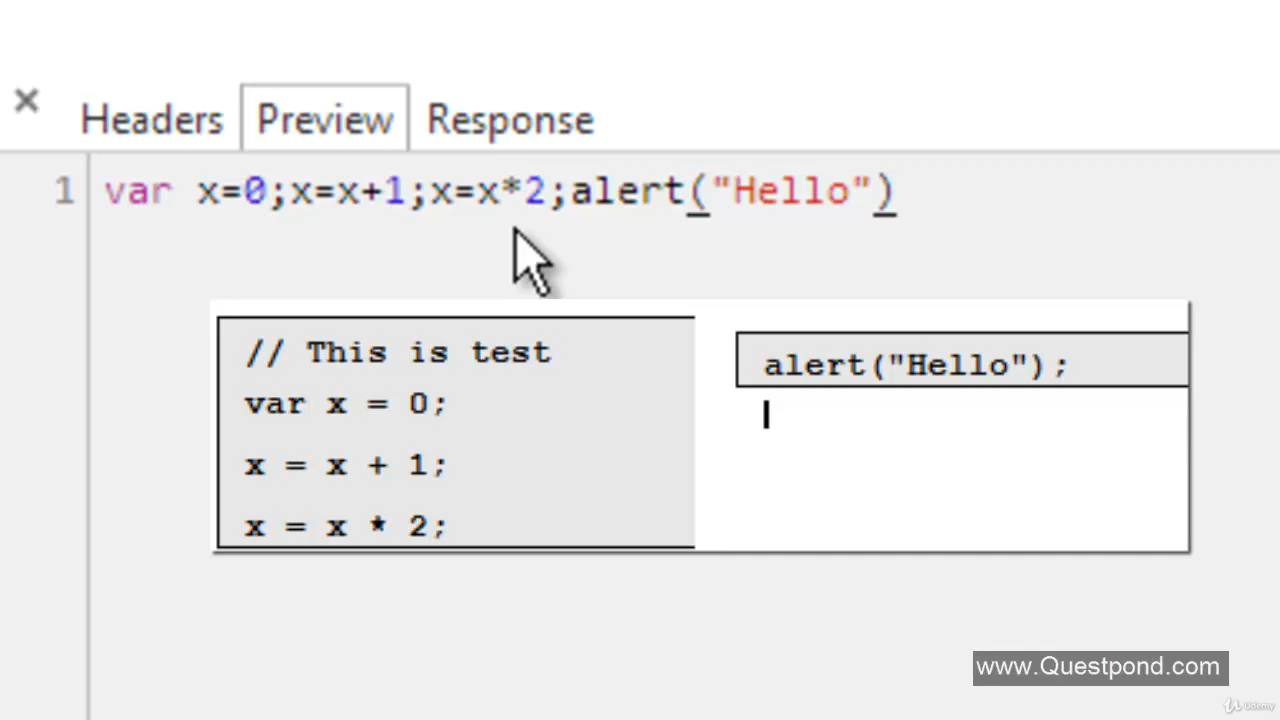 × Headers Preview Response
1 var x=0;x=x+1;x=x*2;alert("Hello")
// This is test
var x = 0;
x = x + 1;
x = x * 2;
alert("Hello");
www.Questpond.com
Udemy